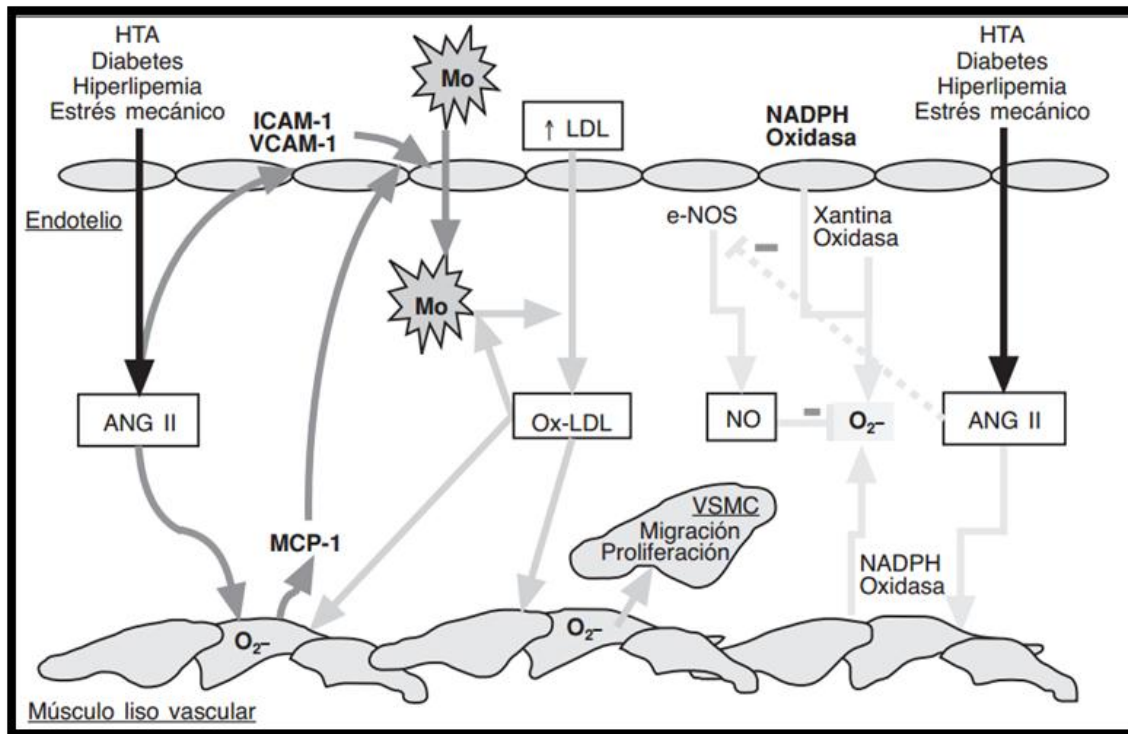 HTA
Diabetes
Hiperlipemia
Estrés mecánico
ICAM-1
VCAM-1
Mo
↑ LDL
NADPH
Oxidasa
HTA
Diabetes
Hiperlipemia
Estrés mecánico
Endotelio
Mo
e-NOS
Xantina
Oxidasa
ANG II
Ox-LDL
NO
O₂–
ANG II
MCP-1
VSMC
Migración
Proliferación
NADPH
Oxidasa
O₂–
O₂–
Músculo liso vascular